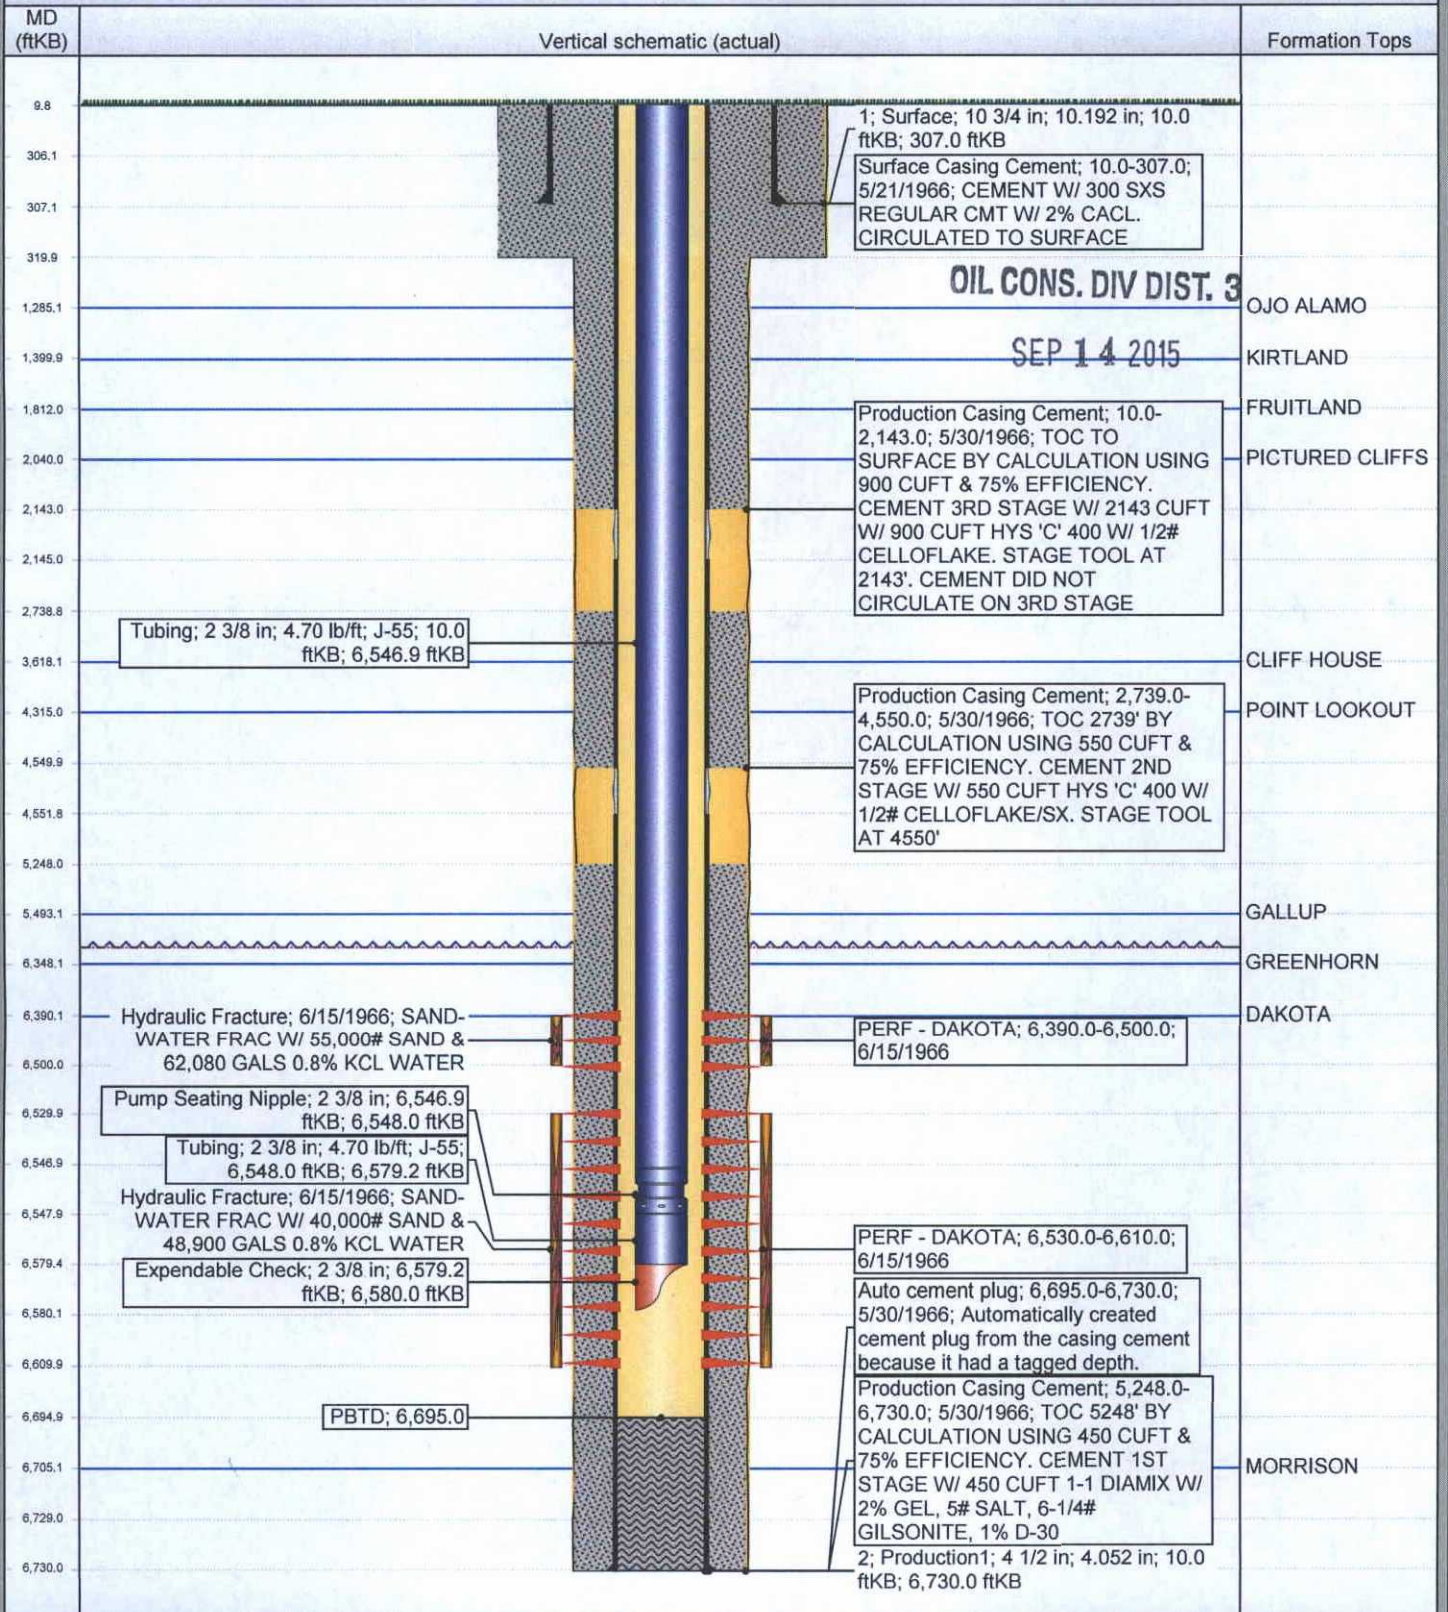 MD
(ftKB)
Vertical schematic (actual)
Formation Tops
9.8
1; Surface; 10 3/4 in; 10.192 in; 10.0
ftKB; 307.0 ftKB
306.1
Surface Casing Cement; 10.0-307.0;
5/21/1966; CEMENT W/ 300 SXS
REGULAR CMT W/ 2% CACL.
CIRCULATED TO SURFACE
307.1
319.9
OIL CONS. DIV DIST. 3
1,285.1
OJO ALAMO
SEP 14 2015
1,399.9
KIRTLAND
1,812.0
FRUITLAND
Production Casing Cement; 10.0-
2,143.0; 5/30/1966; TOC TO
SURFACE BY CALCULATION USING
900 CUFT & 75% EFFICIENCY.
CEMENT 3RD STAGE W/ 2143 CUFT
W/ 900 CUFT HYS 'C' 400 W/ 1/2#
CELLOFLAKE. STAGE TOOL AT
2143'. CEMENT DID NOT
CIRCULATE ON 3RD STAGE
2,040.0
PICTURED CLIFFS
2,143.0
2,145.0
2,738.8
Tubing; 2 3/8 in; 4.70 lb/ft; J-55; 10.0
ftKB; 6,546.9 ftKB
3,618.1
CLIFF HOUSE
Production Casing Cement; 2,739.0-
4,550.0; 5/30/1966; TOC 2739' BY
CALCULATION USING 550 CUFT &
75% EFFICIENCY. CEMENT 2ND
STAGE W/ 550 CUFT HYS 'C' 400 W/
1/2# CELLOFLAKE/SX. STAGE TOOL
AT 4550'
4,315.0
POINT LOOKOUT
4,549.9
4,551.8
5,248.0
5,493.1
GALLUP
6,348.1
GREENHORN
6,390.1
DAKOTA
Hydraulic Fracture; 6/15/1966; SAND-
WATER FRAC W/ 55,000# SAND &
62,080 GALS 0.8% KCL WATER
PERF - DAKOTA; 6,390.0-6,500.0;
6/15/1966
6,500.0
Pump Seating Nipple; 2 3/8 in; 6,546.9
ftKB; 6,548.0 ftKB
6,529.9
Tubing; 2 3/8 in; 4.70 lb/ft; J-55;
6,548.0 ftKB; 6,579.2 ftKB
6,546.9
Hydraulic Fracture; 6/15/1966; SAND-
WATER FRAC W/ 40,000# SAND &
48,900 GALS 0.8% KCL WATER
6,547.9
PERF - DAKOTA; 6,530.0-6,610.0;
6/15/1966
Expendable Check; 2 3/8 in; 6,579.2
ftKB; 6,580.0 ftKB
6,579.4
Auto cement plug; 6,695.0-6,730.0;
5/30/1966; Automatically created
cement plug from the casing cement
because it had a tagged depth.
6,580.1
6,609.9
Production Casing Cement; 5,248.0-
6,730.0; 5/30/1966; TOC 5248' BY
CALCULATION USING 450 CUFT &
75% EFFICIENCY. CEMENT 1ST
STAGE W/ 450 CUFT 1-1 DIAMIX W/
2% GEL, 5# SALT, 6-1/4#
GILSONITE, 1% D-30
PBTD; 6,695.0
6,694.9
6,705.1
MORRISON
6,729.0
2; Production1; 4 1/2 in; 4.052 in; 10.0
ftKB; 6,730.0 ftKB
6,730.0